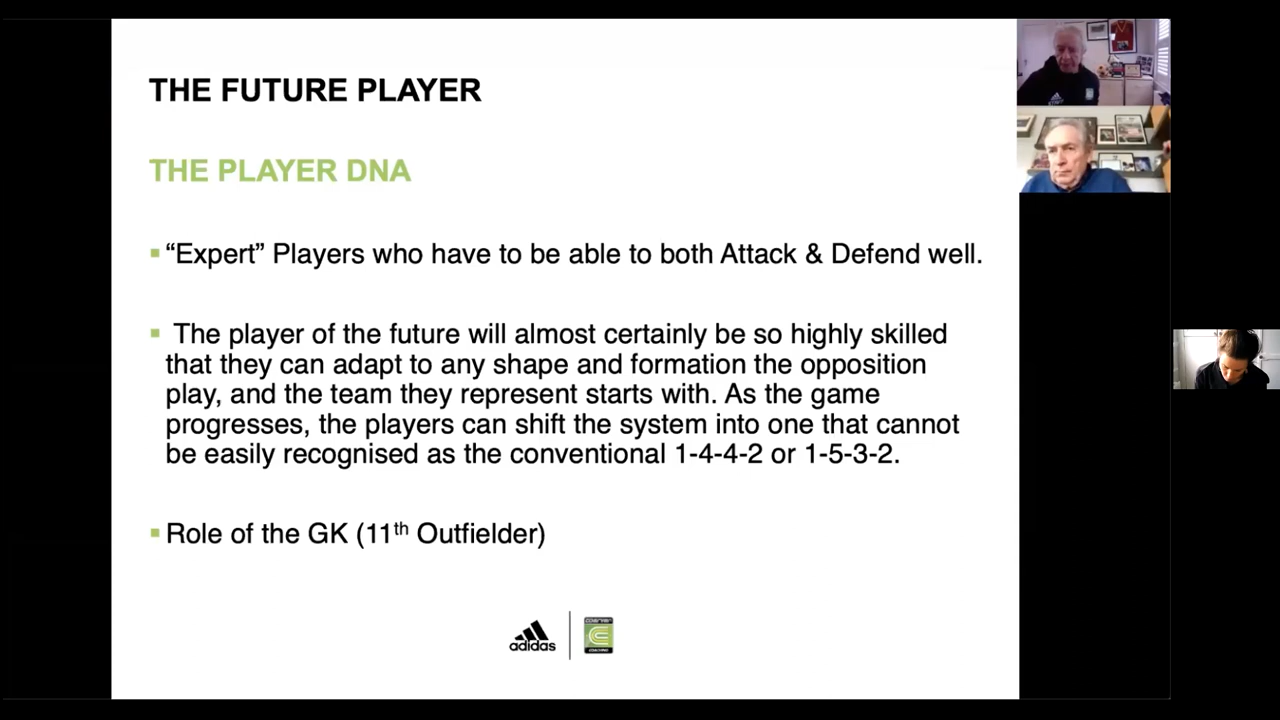 THE FUTURE PLAYER
THE PLAYER DNA
“Expert” Players who have to be able to both Attack & Defend well.
The player of the future will almost certainly be so highly skilled
that they can adapt to any shape and formation the opposition
play, and the team they represent starts with. As the game
progresses, the players can shift the system into one that cannot
be easily recognised as the conventional 1-4-4-2 or 1-5-3-2.
Role of the GK (11th Outfielder)
adidas
COERVER
COACHING